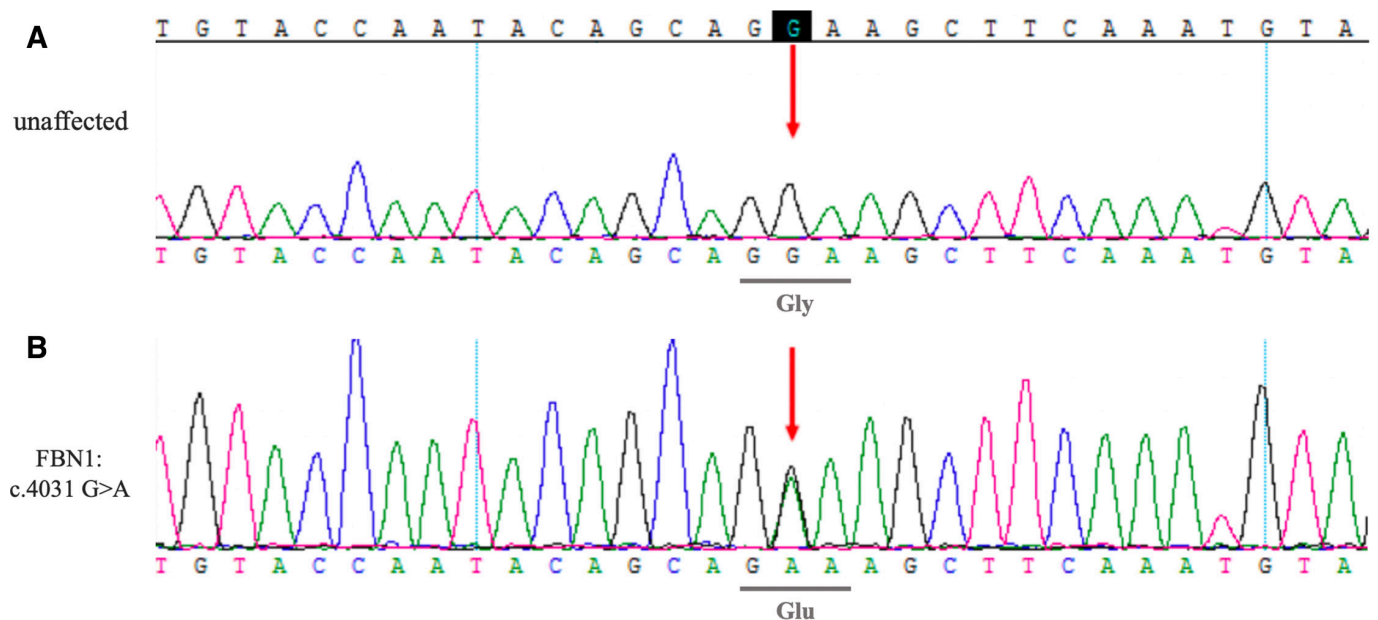 T G T A C C A A T A C A G C A G G A A G C T T C A A A T G T A
A
unaffected
T G T A C C A A T A C A G C A G G A A G C T T C A A A T G T A
Gly
B
FBN1:
c.4031 G>A
T G T A C C A A T A C A G C A G A A A G C T T C A A A T G T A
Glu